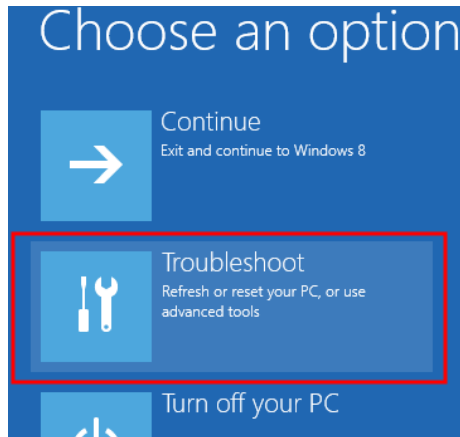 Choose an option
Continue
Exit and continue to Windows 8
Troubleshoot
Refresh or reset your PC, or use
advanced tools
Turn off your PC